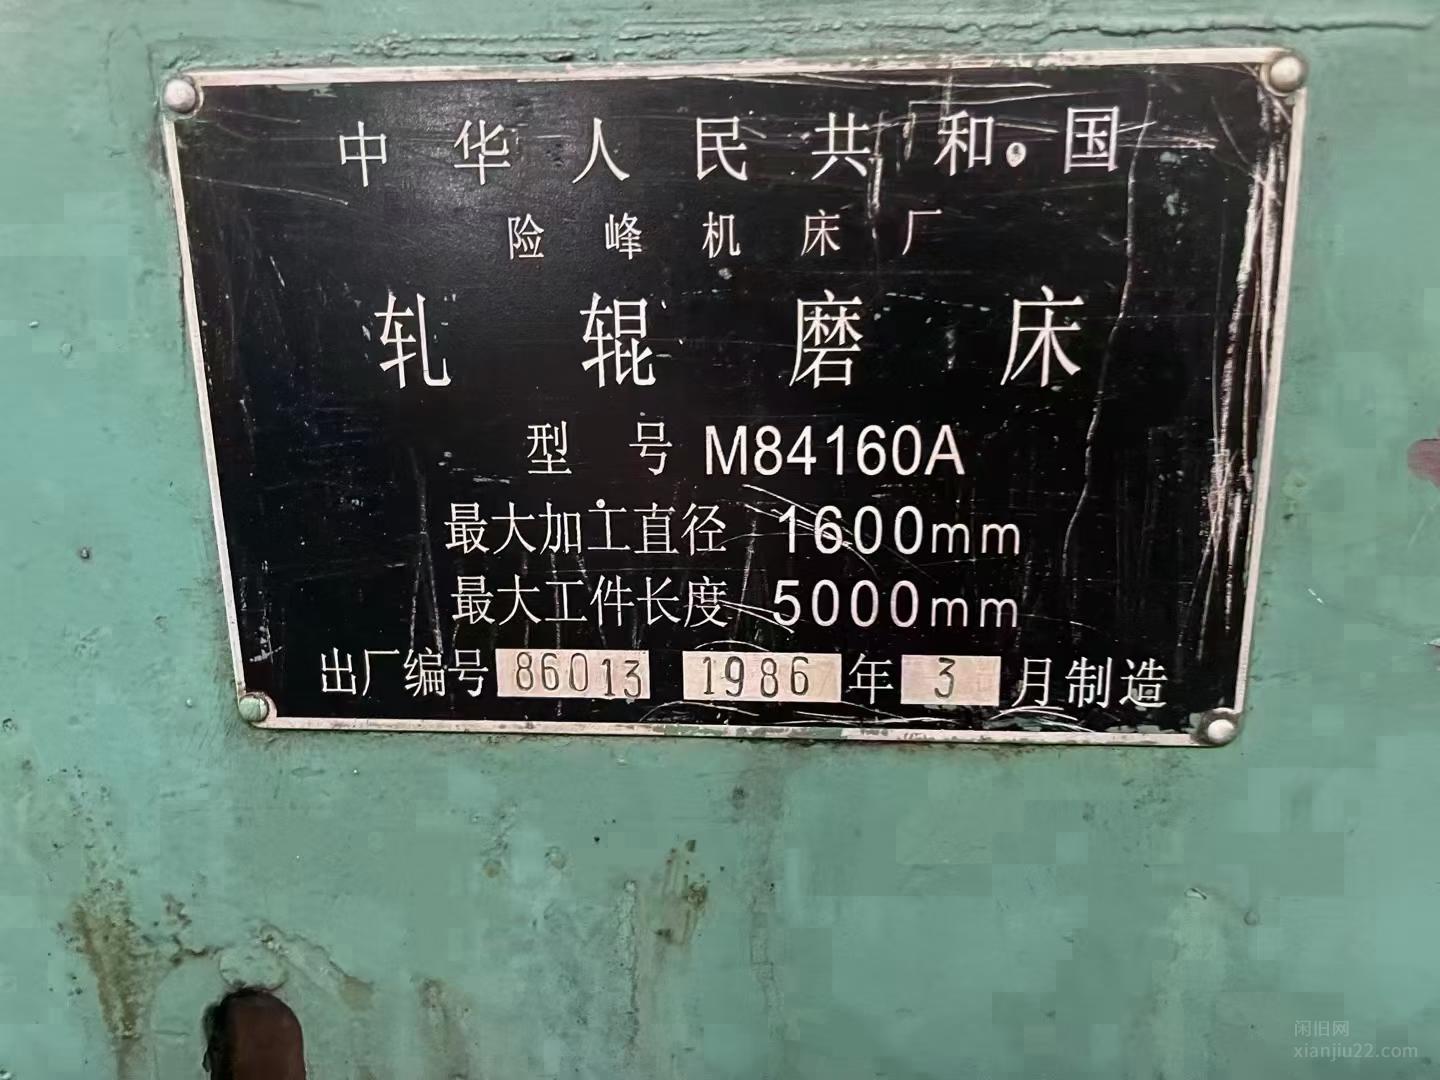 中华人民共和国
险峰机床厂
轧辊磨床
型号 M84160A
最大加工直径 1600mm
最大工件长度 5000mm
出厂编号 86013 1986 年 3 月制造
闲旧网
xianjiu22.com